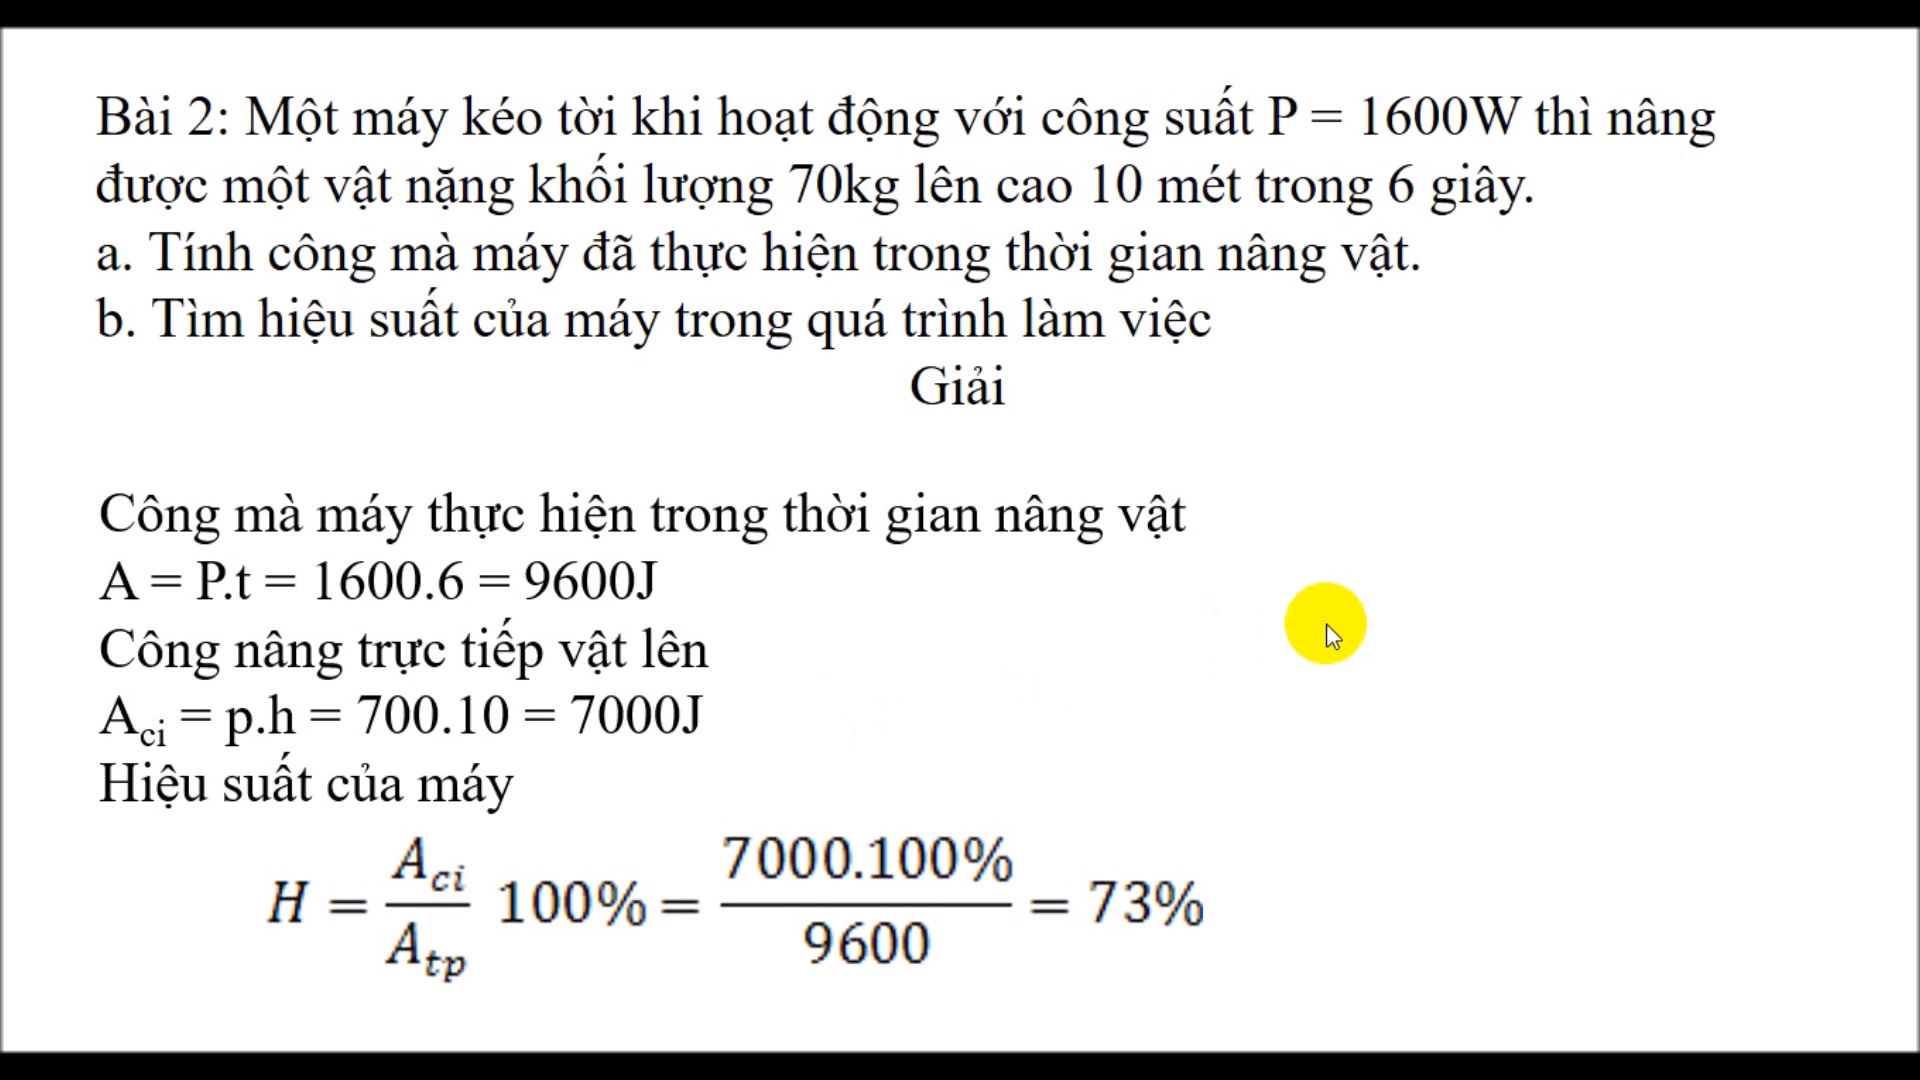 Bài 2: Một máy kéo tời khi hoạt động với công suất P = 1600W thì nâng
được một vật nặng khối lượng 70kg lên cao 10 mét trong 6 giây.
a. Tính công mà máy đã thực hiện trong thời gian nâng vật.
b. Tìm hiệu suất của máy trong quá trình làm việc
Giải
Công mà máy thực hiện trong thời gian nâng vật
A = P.t = 1600.6 = 9600J
Công nâng trực tiếp vật lên
A_ci = p.h = 700.10 = 7000J
Hiệu suất của máy
H = A_ci / A_tp 100% = 7000.100% / 9600 = 73%